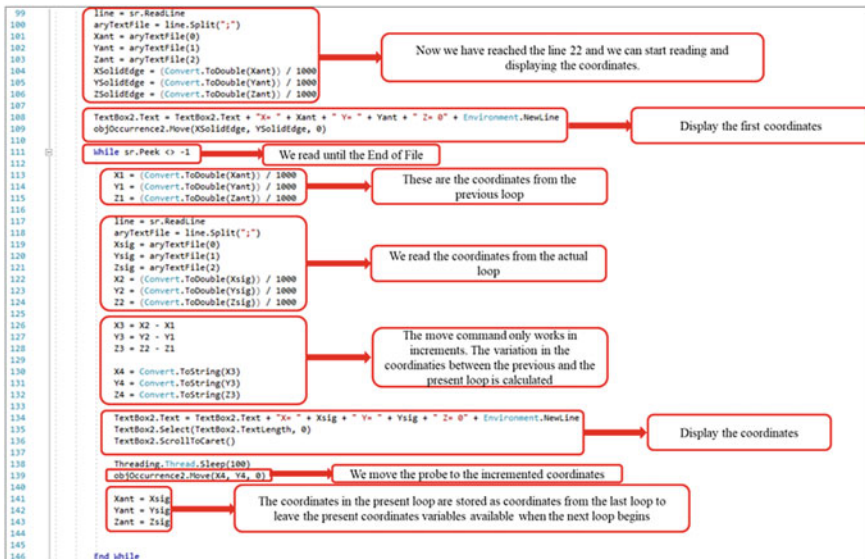 99 line = sr.ReadLine
100 aryTextFile = line.Split(";")
101 Xant = aryTextFile(0)
102 Yant = aryTextFile(1)
103 Zant = aryTextFile(2)
104 XSolidEdge = (Convert.ToDouble(Xant)) / 1000
105 YSolidEdge = (Convert.ToDouble(Yant)) / 1000
106 ZSolidEdge = (Convert.ToDouble(Zant)) / 1000
Now we have reached the line 22 and we can start reading and
displaying the coordinates.
107
108 TextBox2.Text = TextBox2.Text + "X= " + Xant + " Y= " + Yant + " Z= 0" + Environment.NewLine
109 objOccurrence2.Move(XSolidEdge, YSolidEdge, 0)
Display the first coordinates
110
111 While sr.Peek <> -1
We read until the End of File
112
113 X1 = (Convert.ToDouble(Xant)) / 1000
114 Y1 = (Convert.ToDouble(Yant)) / 1000
115 Z1 = (Convert.ToDouble(Zant)) / 1000
These are the coordinates from the
previous loop
116
117 line = sr.ReadLine
118 aryTextFile = line.Split(";")
119 Xsig = aryTextFile(0)
120 Ysig = aryTextFile(1)
121 Zsig = aryTextFile(2)
122 X2 = (Convert.ToDouble(Xsig)) / 1000
123 Y2 = (Convert.ToDouble(Ysig)) / 1000
124 Z2 = (Convert.ToDouble(Zsig)) / 1000
We read the coordinates from the actual
loop
125
126 X3 = X2 - X1
127 Y3 = Y2 - Y1
128 Z3 = Z2 - Z1
129
130 X4 = Convert.ToString(X3)
131 Y4 = Convert.ToString(Y3)
132 Z4 = Convert.ToString(Z3)
The move command only works in
increments. The variation in the
coordinaties between the previous and the
present loop is calculated
133
134 TextBox2.Text = TextBox2.Text + "X= " + Xsig + " Y= " + Ysig + " Z= 0" + Environment.NewLine
135 TextBox2.Select(TextBox2.TextLength, 0)
136 TextBox2.ScrollToCaret()
Display the coordinates
137
138 Threading.Thread.Sleep(100)
139 objOccurrence2.Move(X4, Y4, 0)
We move the probe to the incremented coordinates
140
141 Xant = Xsig
142 Yant = Ysig
143 Zant = Zsig
The coordinates in the present loop are stored as coordinates from the last loop to
leave the present coordinates variables available when the next loop begins
144
145
146 End While